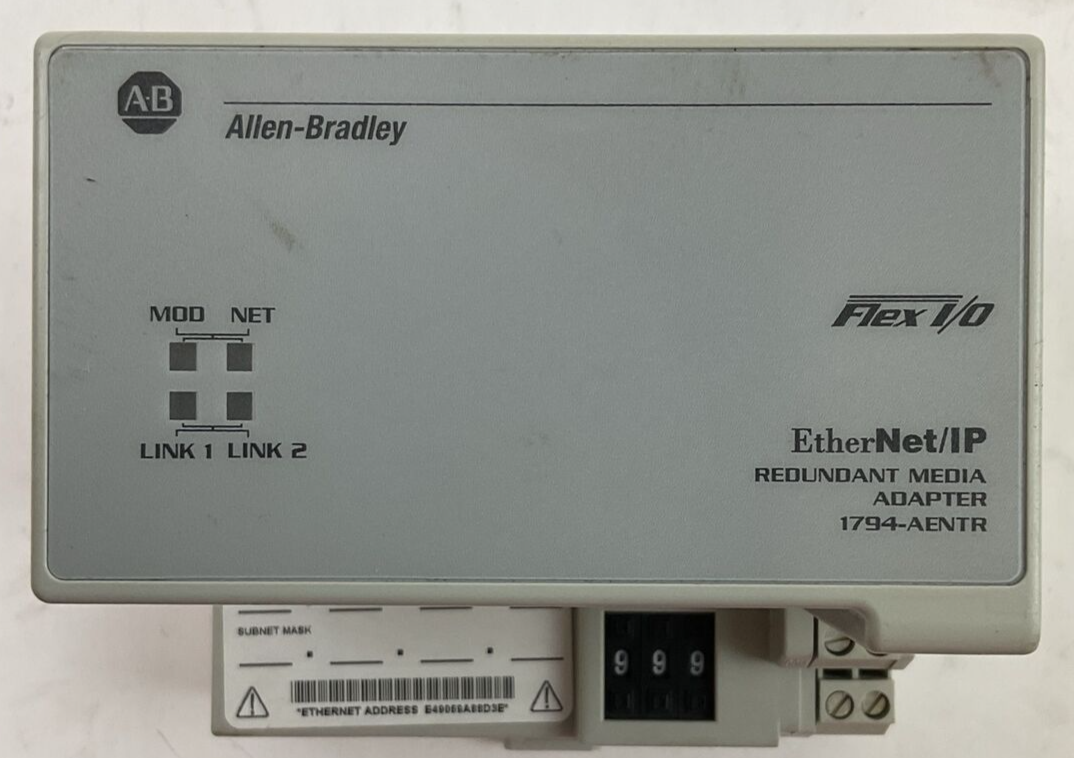 A·B
Allen-Bradley
MOD NET
LINK 1 LINK 2
Flex I/O
EtherNet/IP
REDUNDANT MEDIA
ADAPTER
1794-AENTR
SUBNET MASK
9 9 9
"ETHERNET ADDRESS